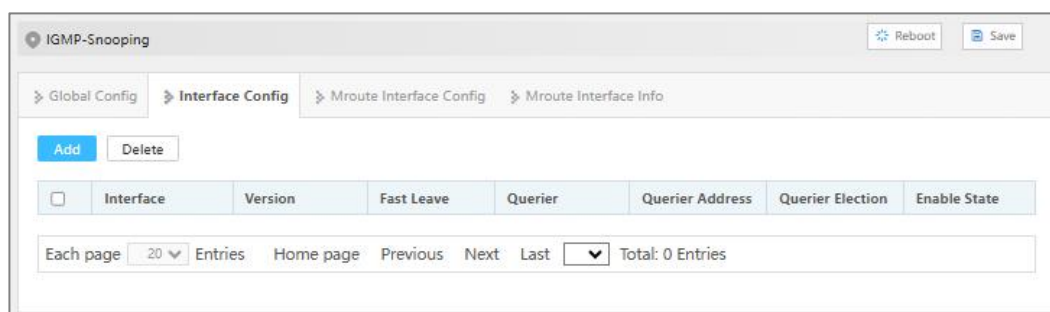 IGMP-Snooping Reboot Save
Global Config Interface Config Mroute Interface Config Mroute Interface Info
Add Delete
Interface Version Fast Leave Querier Querier Address Querier Election Enable State
Each page 20 Entries Home page Previous Next Last Total: 0 Entries